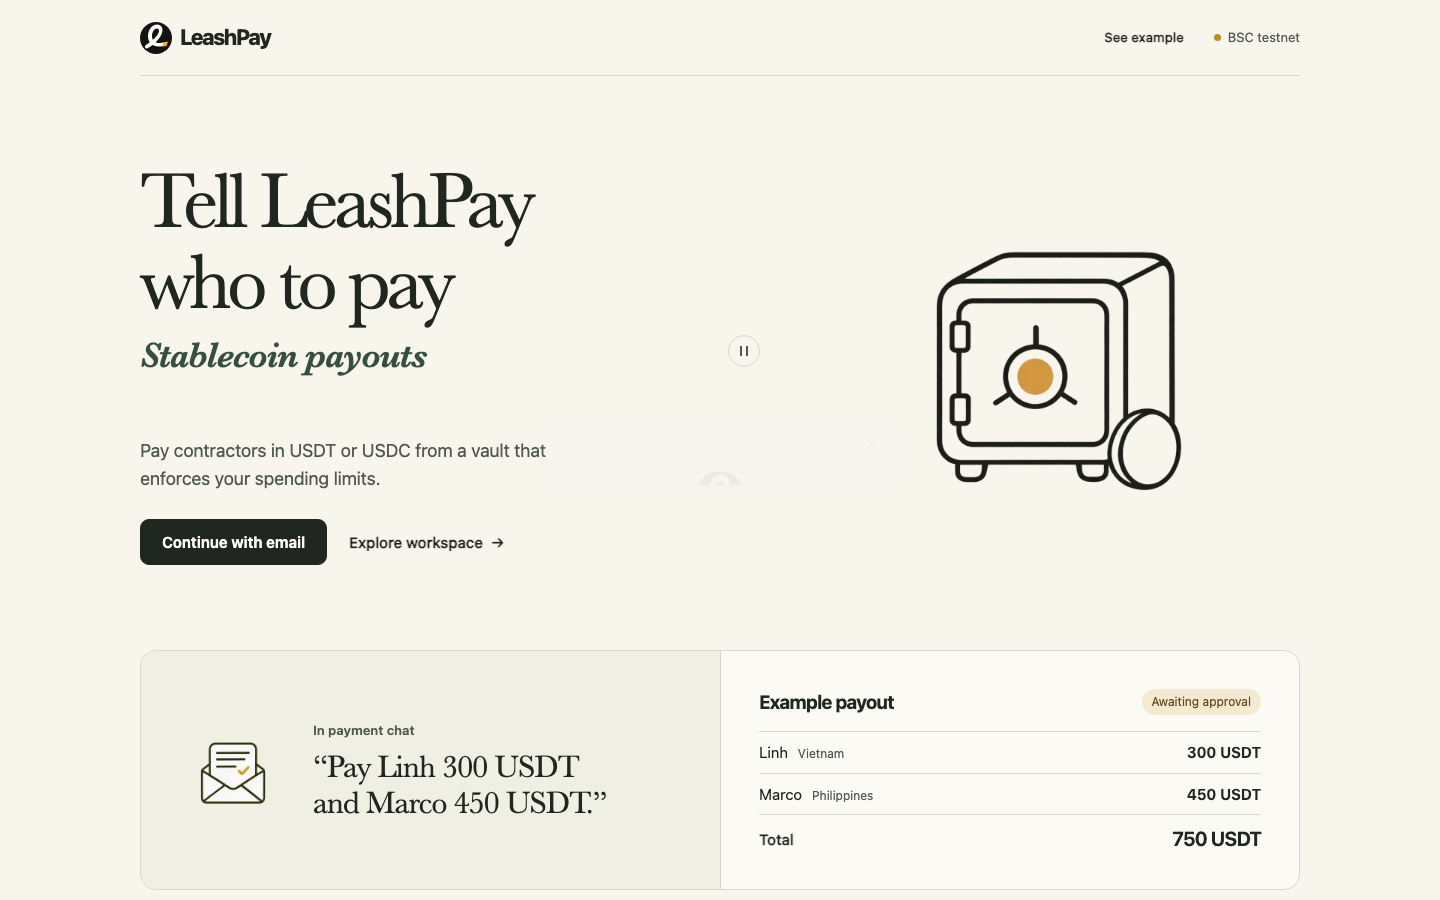 LeashPay
See example
BSC testnet
Tell LeashPay
who to pay
Stablecoin payouts
Pay contractors in USDT or USDC from a vault that
enforces your spending limits.
Continue with email
Explore workspace →
In payment chat
“Pay Linh 300 USDT
and Marco 450 USDT.”
Example payout
Awaiting approval
Linh Vietnam 300 USDT
Marco Philippines 450 USDT
Total 750 USDT